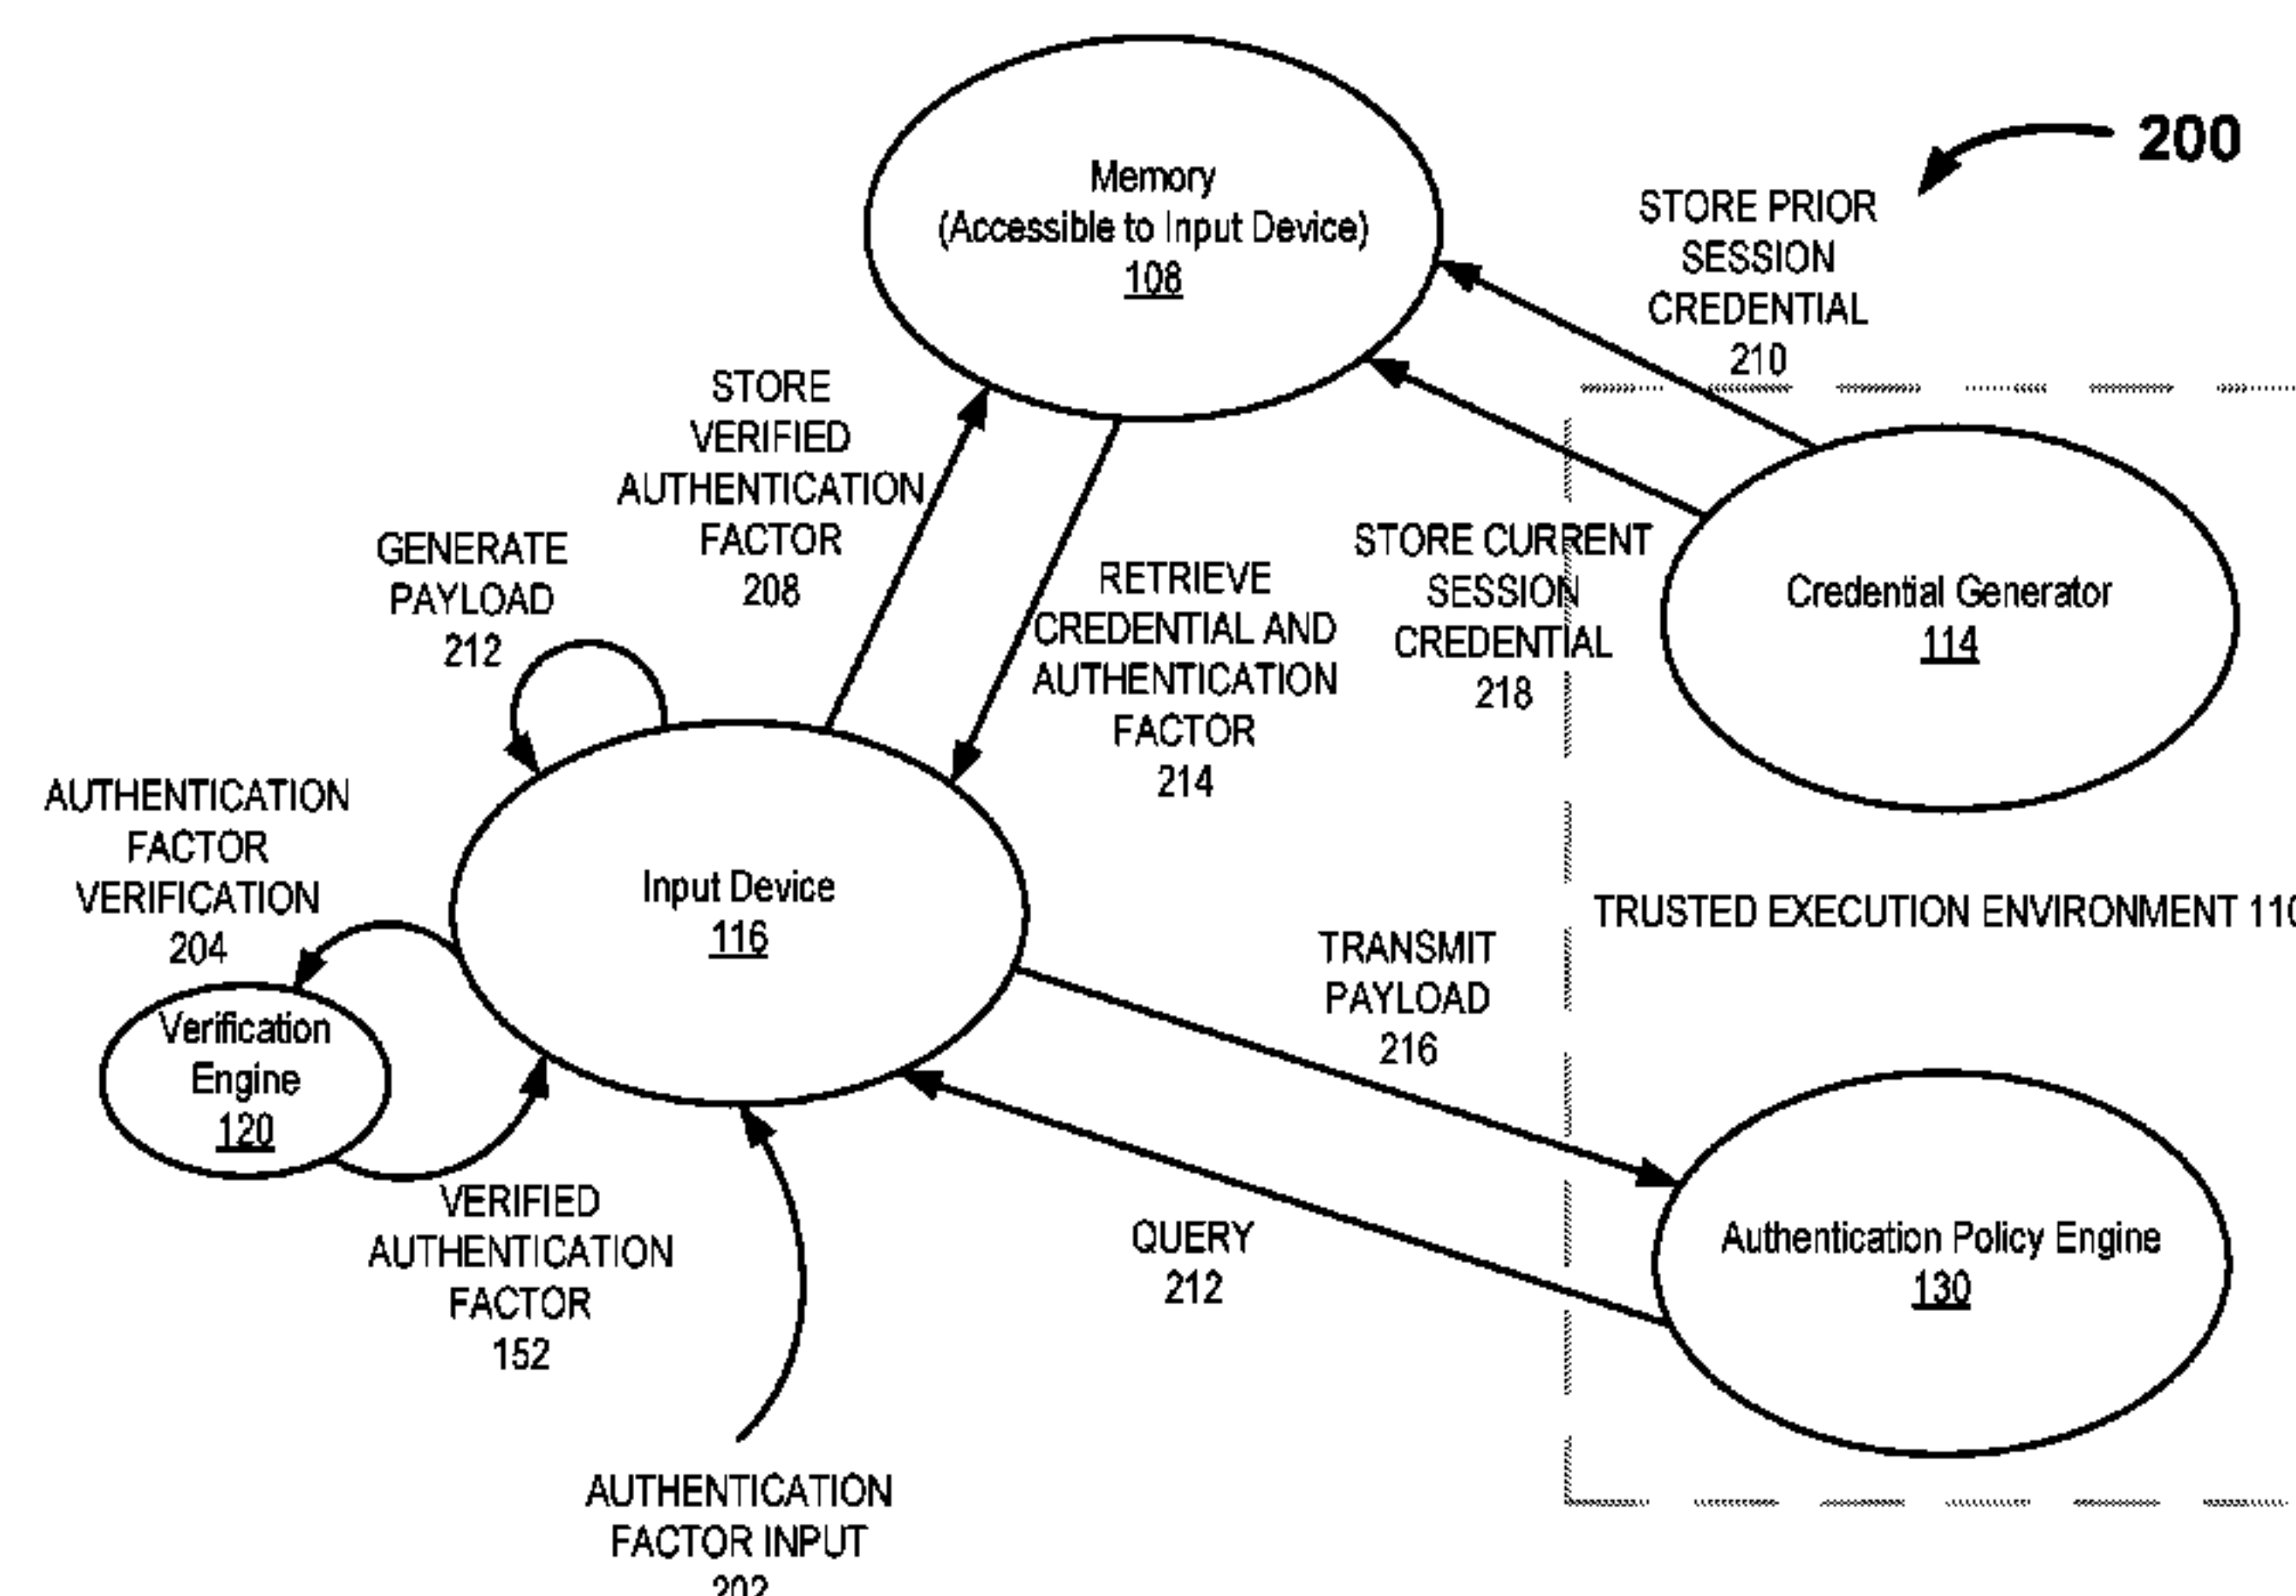 Memory
(Accessible to Input Device)
108
200
STORE PRIOR
SESSION
CREDENTIAL
210
STORE
VERIFIED
AUTHENTICATION
FACTOR
208
GENERATE
PAYLOAD
212
RETRIEVE
CREDENTIAL AND
AUTHENTICATION
FACTOR
214
STORE CURRENT
SESSION
CREDENTIAL
218
Credential Generator
114
AUTHENTICATION
FACTOR
VERIFICATION
204
Input Device
116
TRUSTED EXECUTION ENVIRONMENT 110
Verification
Engine
120
TRANSMIT
PAYLOAD
216
VERIFIED
AUTHENTICATION
FACTOR
152
QUERY
212
Authentication Policy Engine
130
AUTHENTICATION
FACTOR INPUT
202